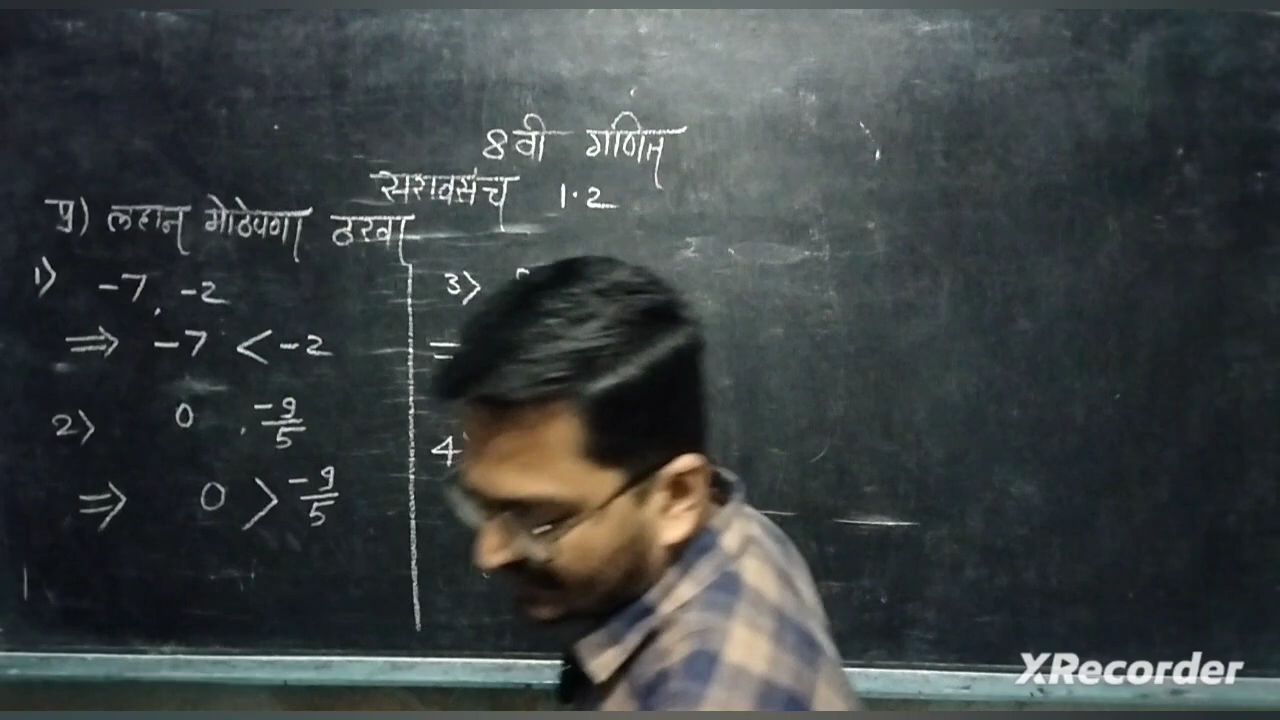 8वी गणित
सरावसंच 1.2
प्र) लहान मोठेपणा ठरवा
1) -7, -2
⇒ -7 < -2
2) 0, -9/5
⇒ 0 > -9/5
3)
=
4
XRecorder